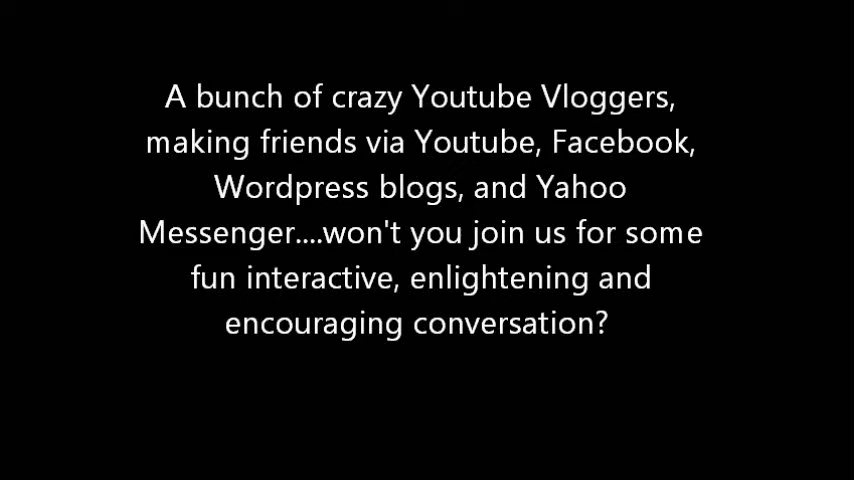 A bunch of crazy Youtube Vloggers,
making friends via Youtube, Facebook,
Wordpress blogs, and Yahoo
Messenger....won't you join us for some
fun interactive, enlightening and
encouraging conversation?